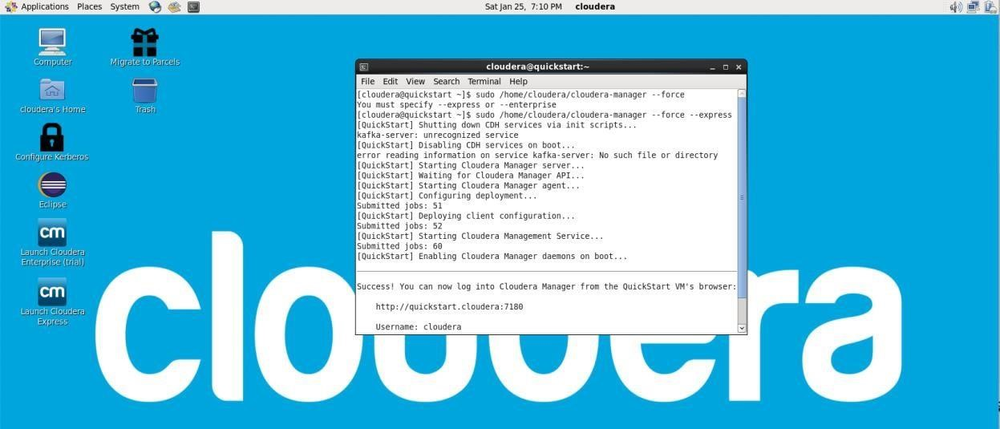 Applications Places System
Sat Jan 25, 7:10 PM cloudera
Computer
Migrate to Parcels
cloudera's Home
Trash
Configure Kerberos
Eclipse
cm
Launch Cloudera
Enterprise (trial)
cm
Launch Cloudera
Express
cloudera@quickstart:~
File Edit View Search Terminal Help
[cloudera@quickstart ~]$ sudo /home/cloudera/cloudera-manager --force
You must specify --express or --enterprise
[cloudera@quickstart ~]$ sudo /home/cloudera/cloudera-manager --force --express
[QuickStart] Shutting down CDH services via init scripts...
kafka-server: unrecognized service
[QuickStart] Disabling CDH services on boot...
error reading information on service kafka-server: No such file or directory
[QuickStart] Starting Cloudera Manager server...
[QuickStart] Waiting for Cloudera Manager API...
[QuickStart] Starting Cloudera Manager agent...
[QuickStart] Configuring deployment...
Submitted jobs: 51
[QuickStart] Deploying client configuration...
Submitted jobs: 52
[QuickStart] Starting Cloudera Management Service...
Submitted jobs: 60
[QuickStart] Enabling Cloudera Manager daemons on boot...
Success! You can now log into Cloudera Manager from the QuickStart VM's browser:
http://quickstart.cloudera:7180
Username: cloudera
cloudera